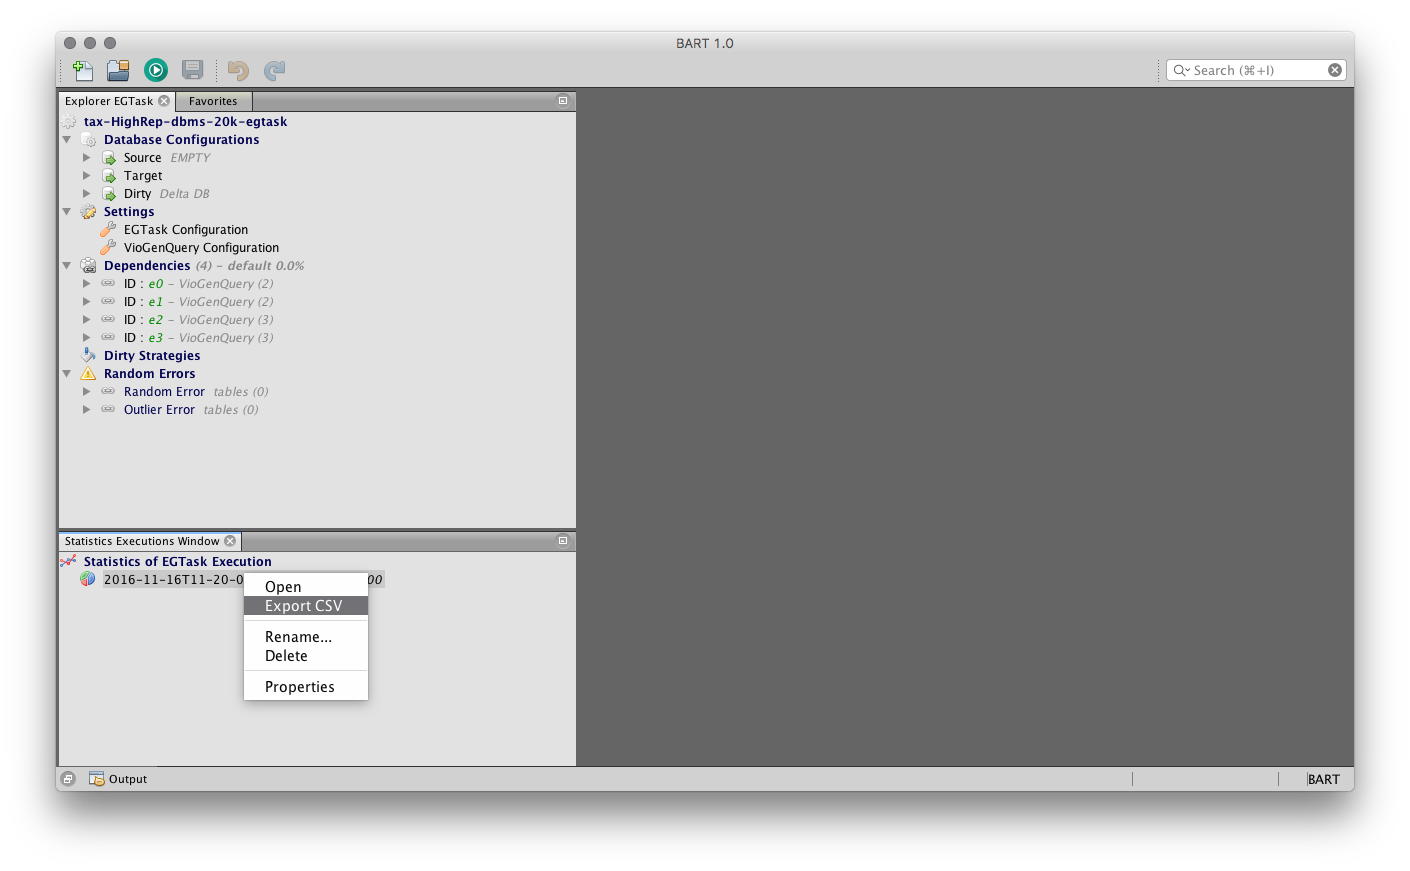 BART 1.0
Search (⌘+I)
Explorer EGTask
Favorites
tax-HighRep-dbms-20k-egtask
Database Configurations
Source EMPTY
Target
Dirty Delta DB
Settings
EGTask Configuration
VioGenQuery Configuration
Dependencies (4) - default 0.0%
ID : e0 - VioGenQuery (2)
ID : e1 - VioGenQuery (2)
ID : e2 - VioGenQuery (3)
ID : e3 - VioGenQuery (3)
Dirty Strategies
Random Errors
Random Error tables (0)
Outlier Error tables (0)
Statistics Executions Window
Statistics of EGTask Execution
2016-11-16T11-20-0 00
Open
Export CSV
Rename...
Delete
Properties
Output
BART